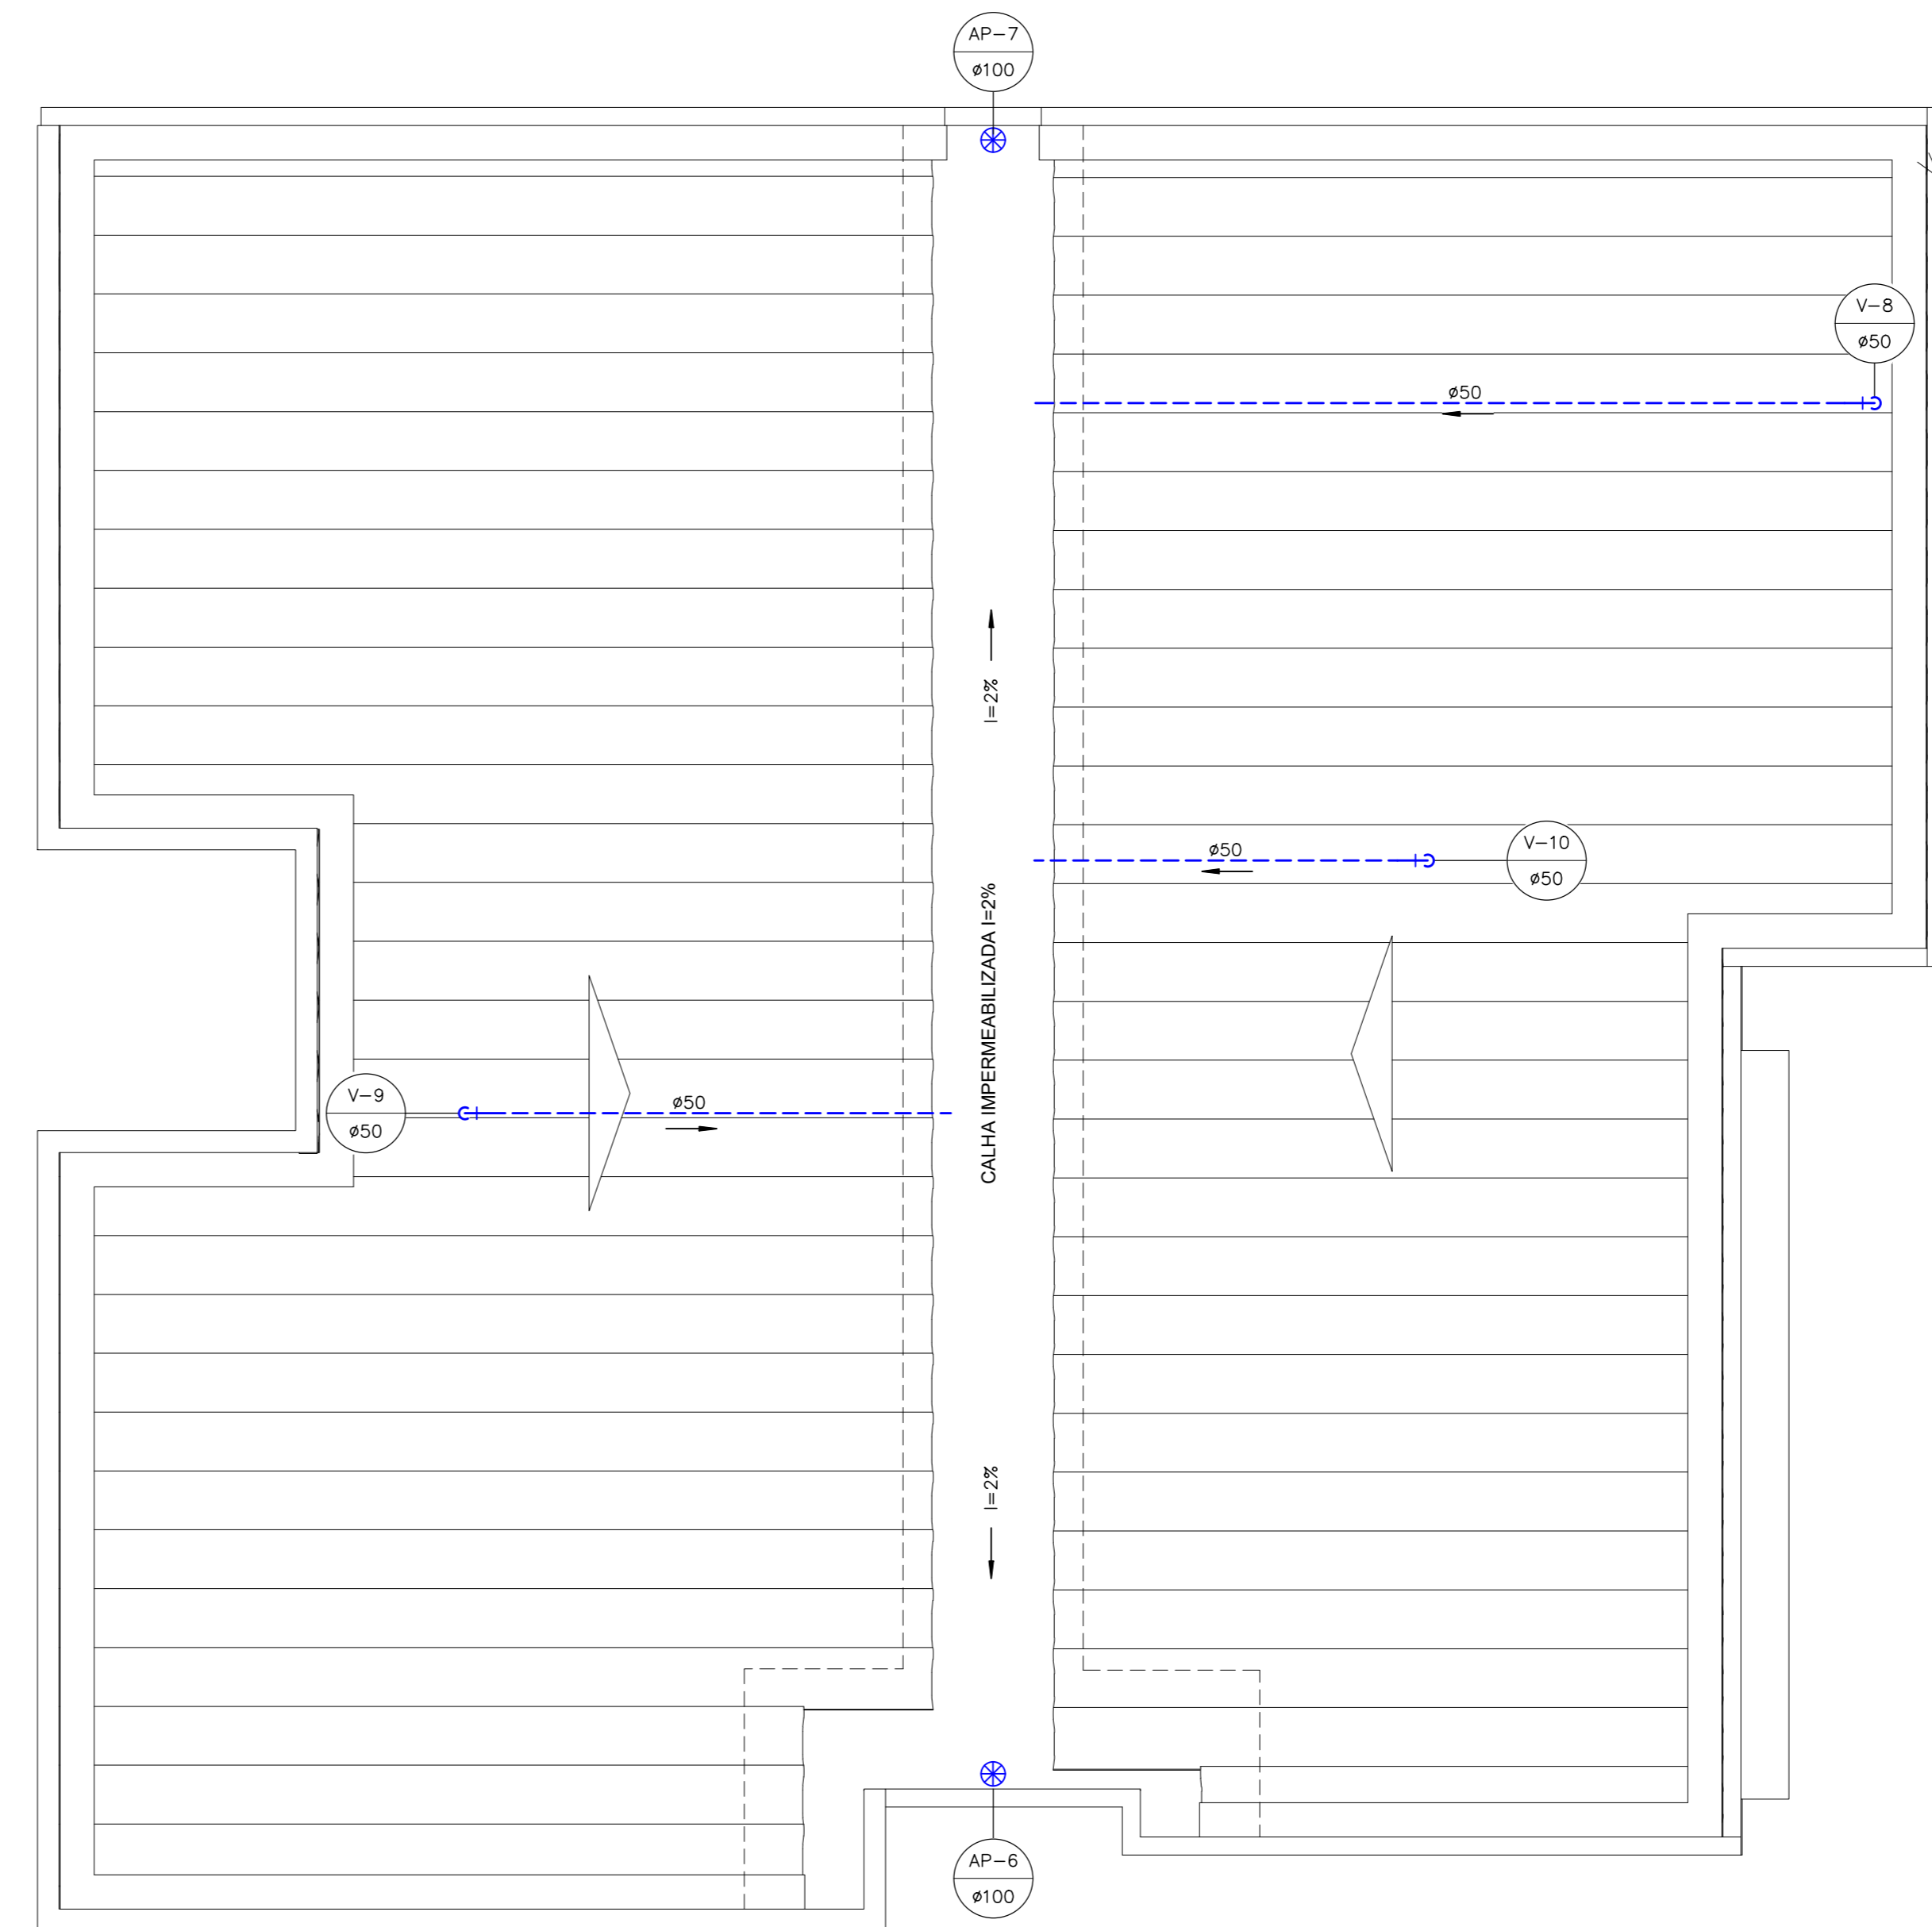 AP-7
ø100
V-8
ø50
ø50
I=2%
V-10
ø50
ø50
CALHA IMPERMEABILIZADA I=2%
V-9
ø50
ø50
I=2%
AP-6
ø100